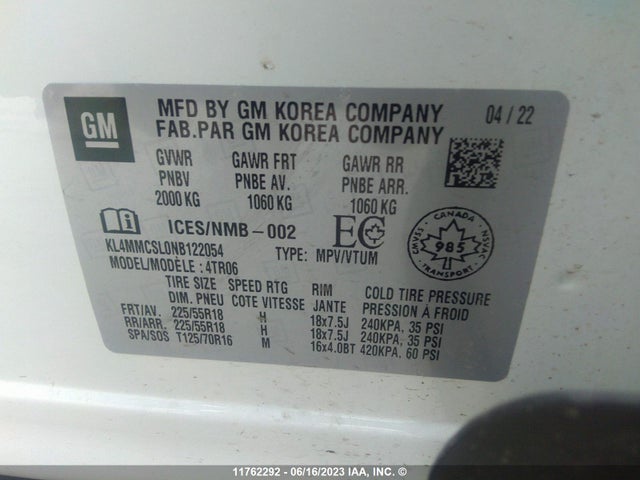 GM
MFD BY GM KOREA COMPANY 04 / 22
FAB.PAR GM KOREA COMPANY
GVWR GAWR FRT GAWR RR
PNBV PNBE AV. PNBE ARR.
2000 KG 1060 KG 1060 KG
ICES/NMB-002
EC
CANADA
CMVSS 985 NSVAC
TRANSPORT
KL4MMCSL0NB122054 TYPE: MPV/VTUM
MODEL/MODÈLE: 4TR06
TIRE SIZE SPEED RTG RIM COLD TIRE PRESSURE
DIM. PNEU COTE VITESSE JANTE PRESSION À FROID
FRT/AV. 225/55R18 H 18x7.5J 240KPA, 35 PSI
RR/ARR. 225/55R18 H 18x7.5J 240KPA, 35 PSI
SPA/SOS T125/70R16 M 16x4.0BT 420KPA, 60 PSI
11762292 - 06/16/2023 IAA, INC. ©